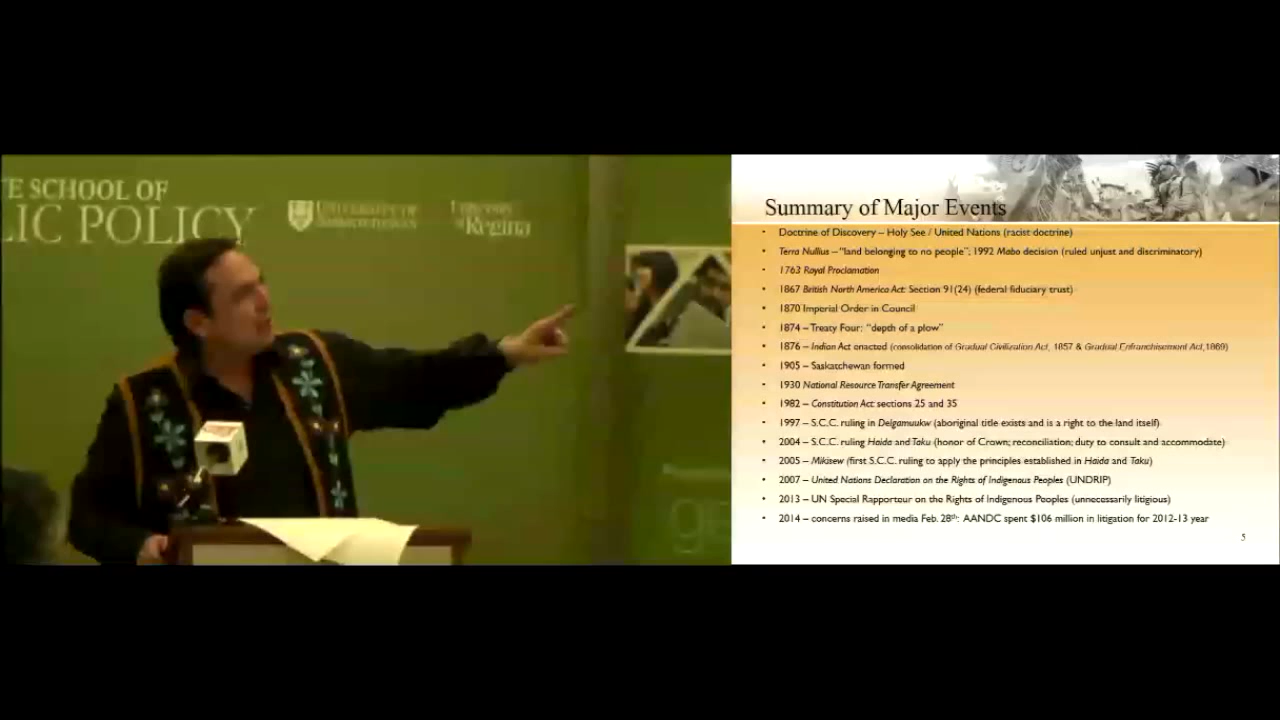 E SCHOOL OF
LIC POLICY
UNIVERSITY OF
SASKATCHEWAN
University
of Regina
Summary of Major Events
• Doctrine of Discovery – Holy See / United Nations (racist doctrine)
• Terra Nullius – “land belonging to no people”; 1992 Mabo decision (ruled unjust and discriminatory)
• 1763 Royal Proclamation
• 1867 British North America Act: Section 91(24) (federal fiduciary trust)
• 1870 Imperial Order in Council
• 1874 – Treaty Four: “depth of a plow”
• 1876 – Indian Act enacted (consolidation of Gradual Civilization Act, 1857 & Gradual Enfranchisement Act,1869)
• 1905 – Saskatchewan formed
• 1930 National Resource Transfer Agreement
• 1982 – Constitution Act: sections 25 and 35
• 1997 – S.C.C. ruling in Delgamuukw (aboriginal title exists and is a right to the land itself)
• 2004 – S.C.C. ruling Haida and Taku (honor of Crown; reconciliation; duty to consult and accommodate)
• 2005 – Mikisew (first S.C.C. ruling to apply the principles established in Haida and Taku)
• 2007 – United Nations Declaration on the Rights of Indigenous Peoples (UNDRIP)
• 2013 – UN Special Rapporteur on the Rights of Indigenous Peoples (unnecessarily litigious)
• 2014 – concerns raised in media Feb. 28th: AANDC spent $106 million in litigation for 2012-13 year
5